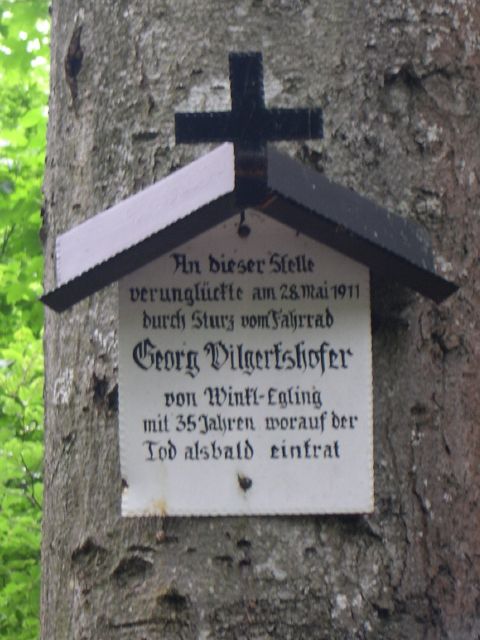 An dieser Stelle
verunglückte am 28.Mai 1911
durch Sturz vom Fahrrad
Georg Vilgertshofer
von Winkl-Egling
mit 35 Jahren worauf der
Tod alsbald eintrat